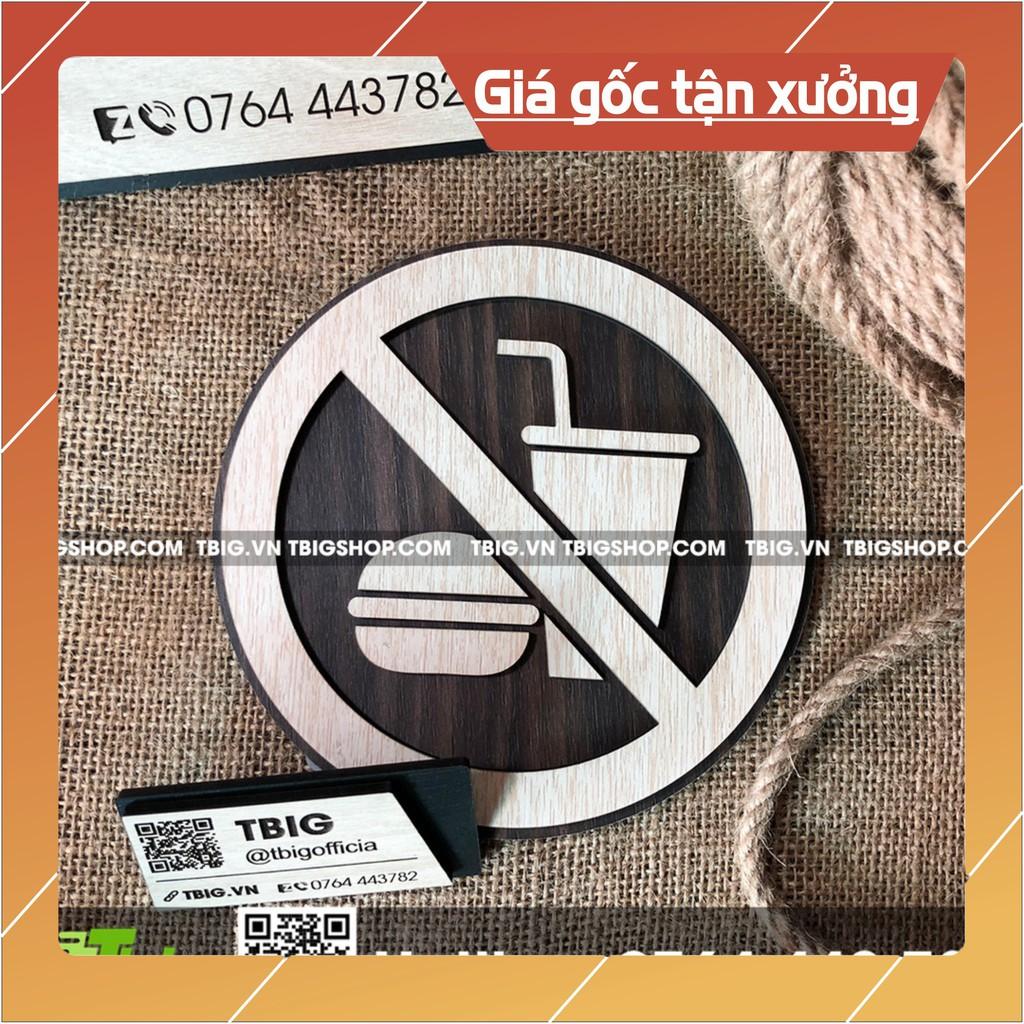 Giá gốc tận xưởng
Z 0764 443782
GSHOP.COM TBIG.VN TBIGSHOP.COM TBIG.VN TBIGSHOP.COM TBIG.VN TBIGSHOP.C
TBIG
@tbigofficia
TBIG.VN Z 0764 443782